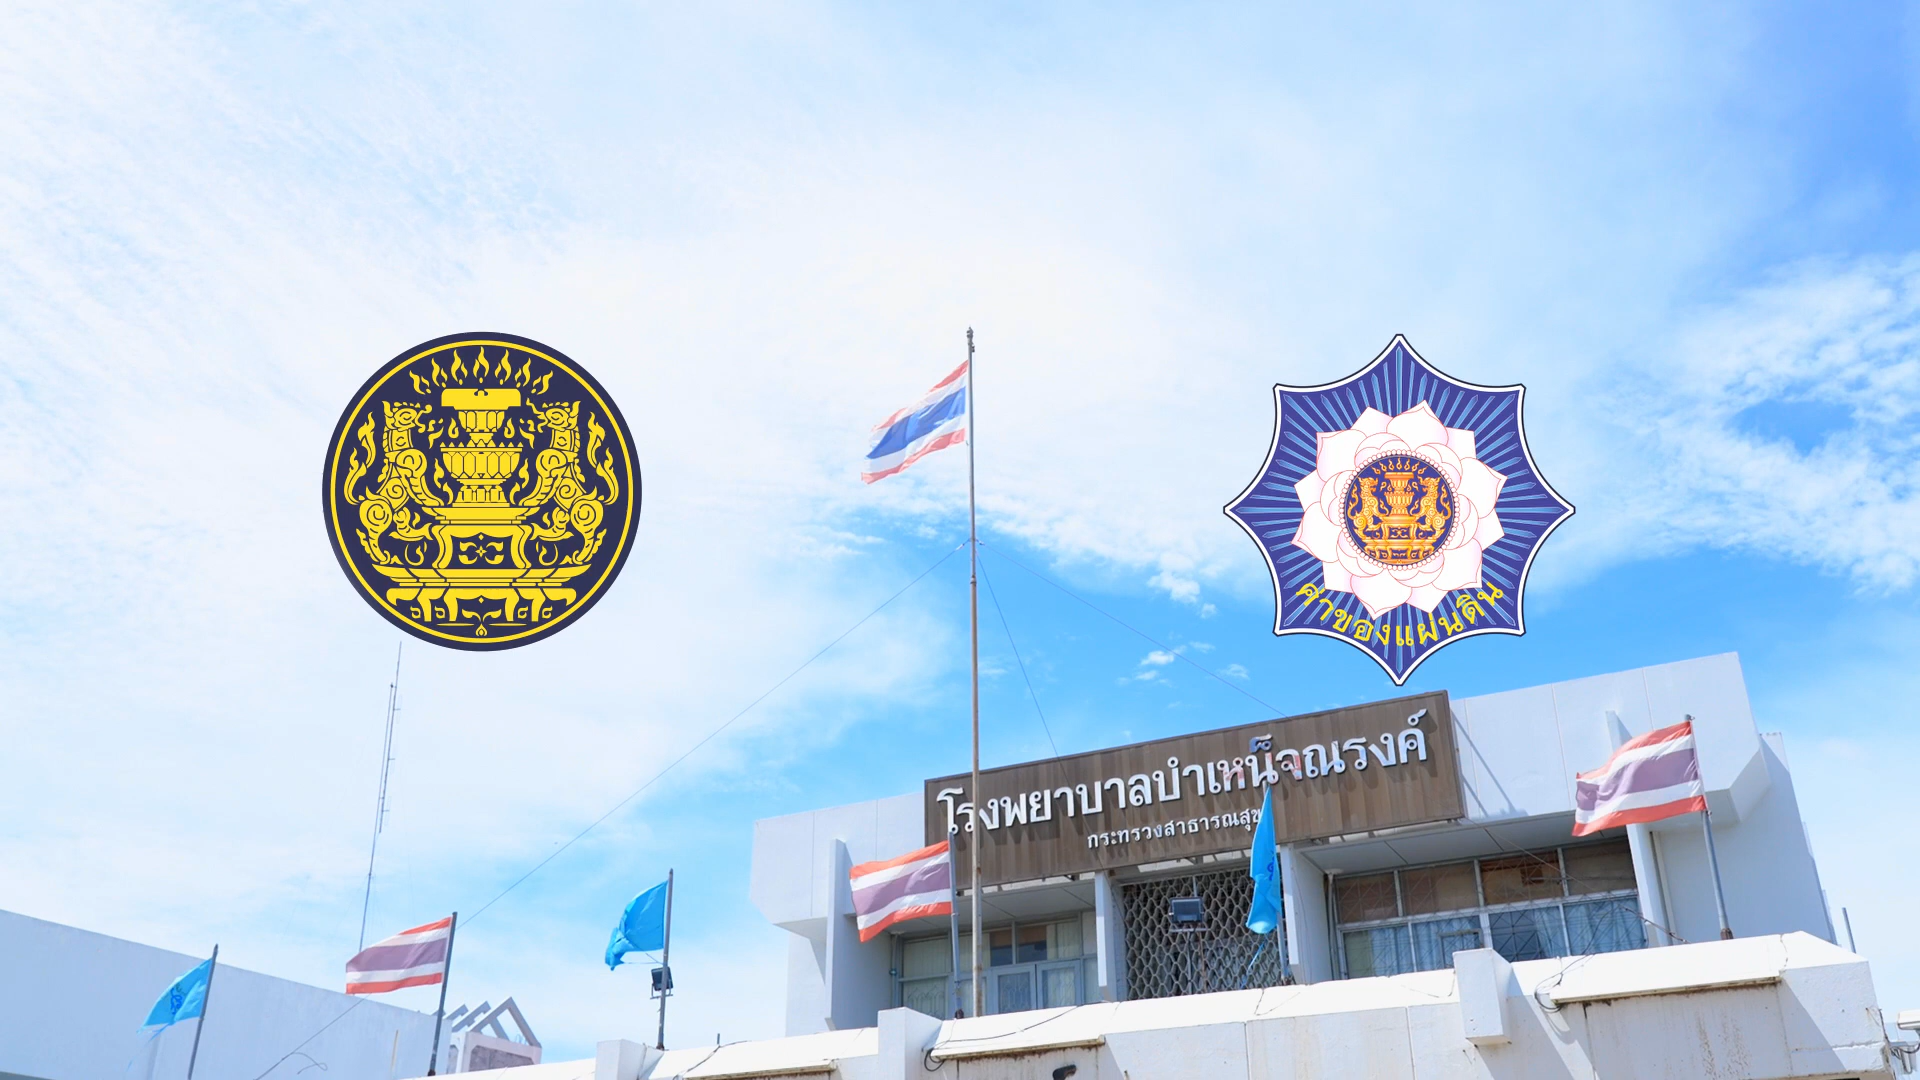 ค่าของแผ่นดิน
โรงพยาบาลบำเหน็จณรงค์
กระทรวงสาธารณสุข